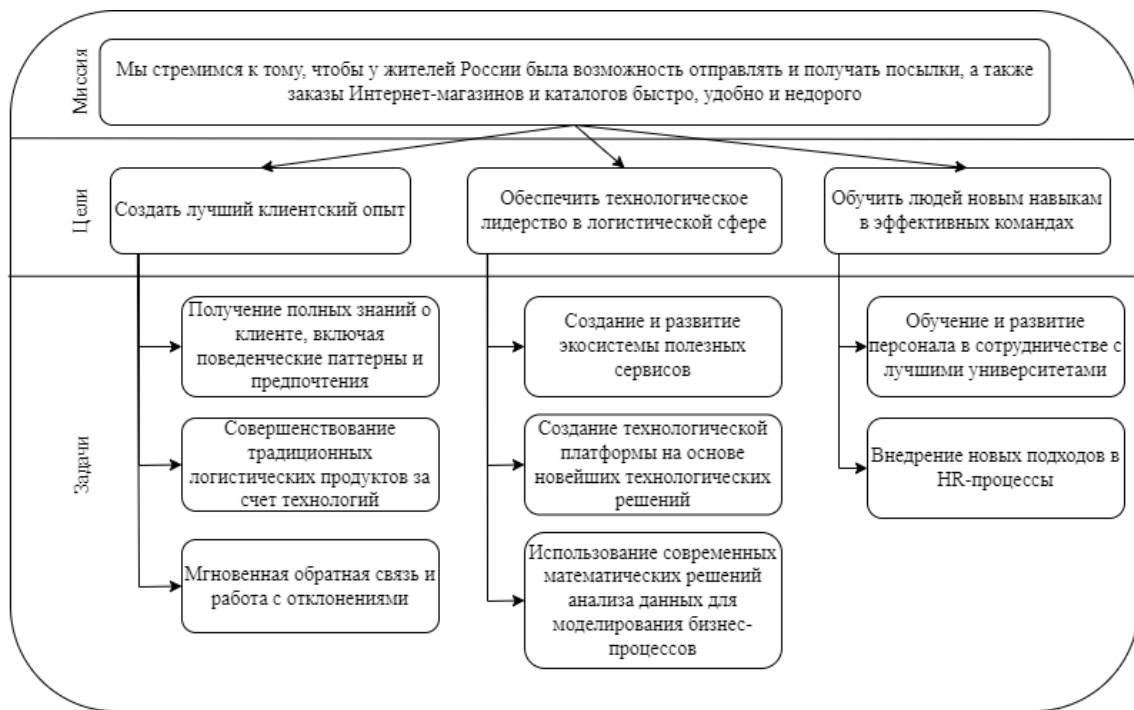 Миссия
Мы стремимся к тому, чтобы у жителей России была возможность отправлять и получать посылки, а также
заказы Интернет-магазинов и каталогов быстро, удобно и недорого
Цели
Создать лучший клиентский опыт
Обеспечить технологическое
лидерство в логистической сфере
Обучить людей новым навыкам
в эффективных командах
Задачи
Получение полных знаний о
клиенте, включая
поведенческие паттерны и
предпочтения
Совершенствование
традиционных
логистических продуктов за
счет технологий
Мгновенная обратная связь и
работа с отклонениями
Создание и развитие
экосистемы полезных
сервисов
Создание технологической
платформы на основе
новейших технологических
решений
Использование современных
математических решений
анализа данных для
моделирования бизнес-
процессов
Обучение и развитие
персонала в сотрудничестве с
лучшими университетами
Внедрение новых подходов в
HR-процессы